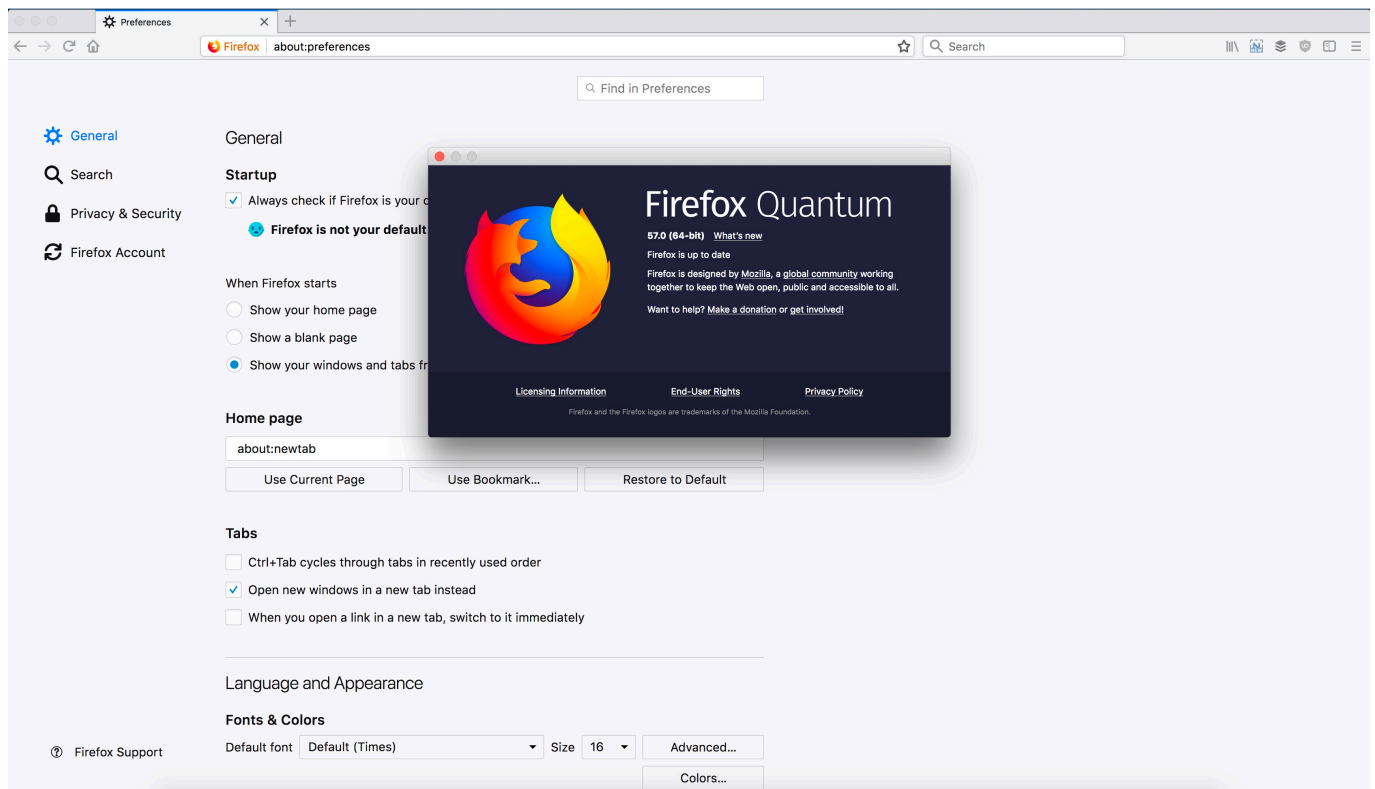 Preferences
Firefox about:preferences
Search
Find in Preferences
General
Search
Privacy & Security
Firefox Account
Firefox Support
General
Startup
Always check if Firefox is your
Firefox is not your default
When Firefox starts
Show your home page
Show a blank page
Show your windows and tabs
Home page
about:newtab
Use Current Page Use Bookmark... Restore to Default
Tabs
Ctrl+Tab cycles through tabs in recently used order
Open new windows in a new tab instead
When you open a link in a new tab, switch to it immediately
Language and Appearance
Fonts & Colors
Default font Default (Times) Size 16 Advanced...
Colors...
Firefox Quantum
57.0 (64-bit) What's new
Firefox is up to date
Firefox is designed by Mozilla, a global community working
together to keep the Web open, public and accessible to all.
Want to help? Make a donation or get involved!
Licensing Information End-User Rights Privacy Policy
Firefox and the Firefox logos are trademarks of the Mozilla Foundation.